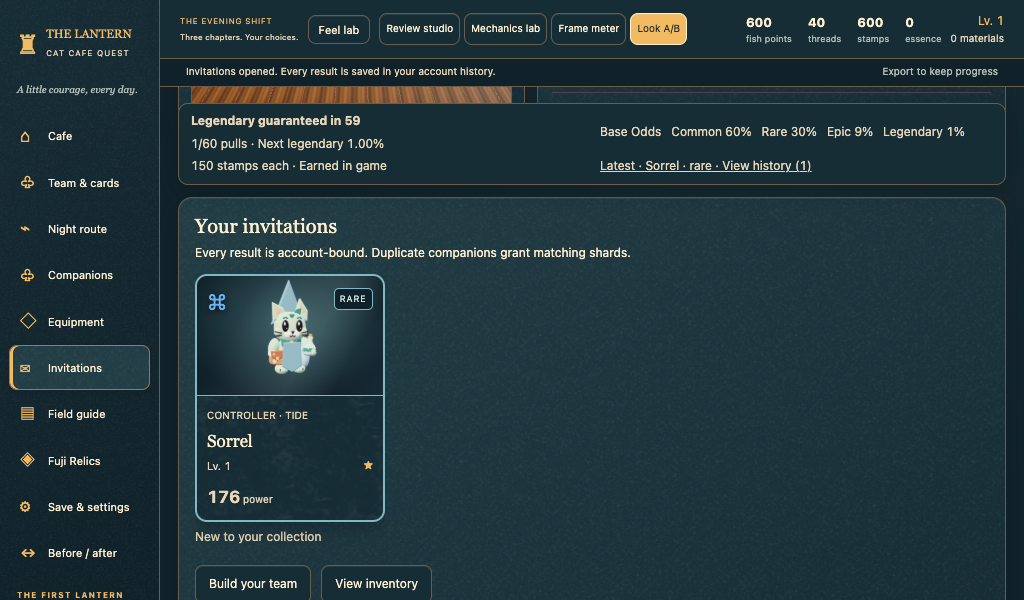 THE LANTERN
CAT CAFE QUEST
A little courage, every day.
Cafe
Team & cards
Night route
Companions
Equipment
Invitations
Field guide
Fuji Relics
Save & settings
Before / after
THE FIRST LANTERN
THE EVENING SHIFT
Three chapters. Your choices.
Feel lab
Review studio
Mechanics lab
Frame meter
Look A/B
600 fish points
40 threads
600 stamps
0 essence
Lv. 1
0 materials
Invitations opened. Every result is saved in your account history.
Export to keep progress
Legendary guaranteed in 59
1/60 pulls · Next legendary 1.00%
150 stamps each · Earned in game
Base Odds Common 60% Rare 30% Epic 9% Legendary 1%
Latest · Sorrel · rare · View history (1)
Your invitations
Every result is account-bound. Duplicate companions grant matching shards.
RARE
CONTROLLER · TIDE
Sorrel
Lv. 1
176 power
New to your collection
Build your team
View inventory